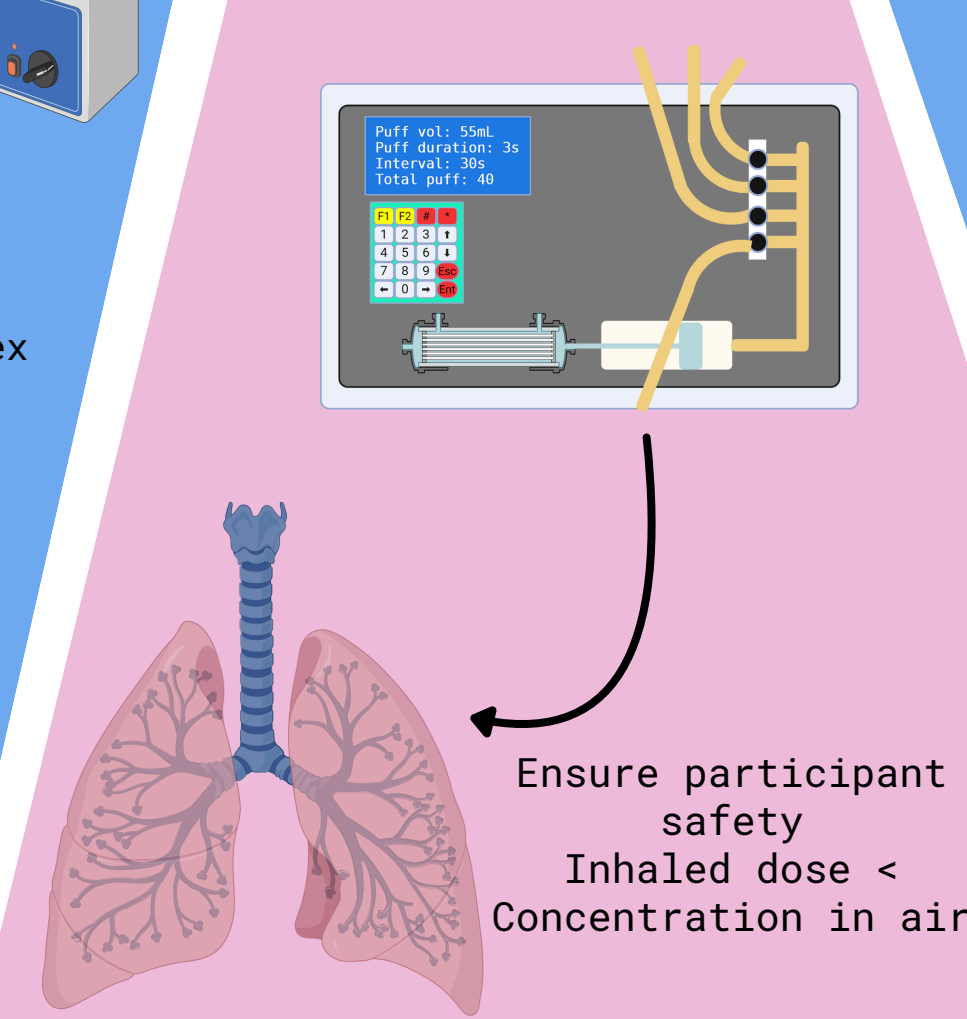 Puff vol: 55mL
Puff duration: 3s
Interval: 30s
Total puff: 40
F1 F2 # *
1 2 3 ⬆
4 5 6 ⬇
7 8 9 Esc
⬅ 0 ➡ Ent
ex
Ensure participant
safety
Inhaled dose <
Concentration in air